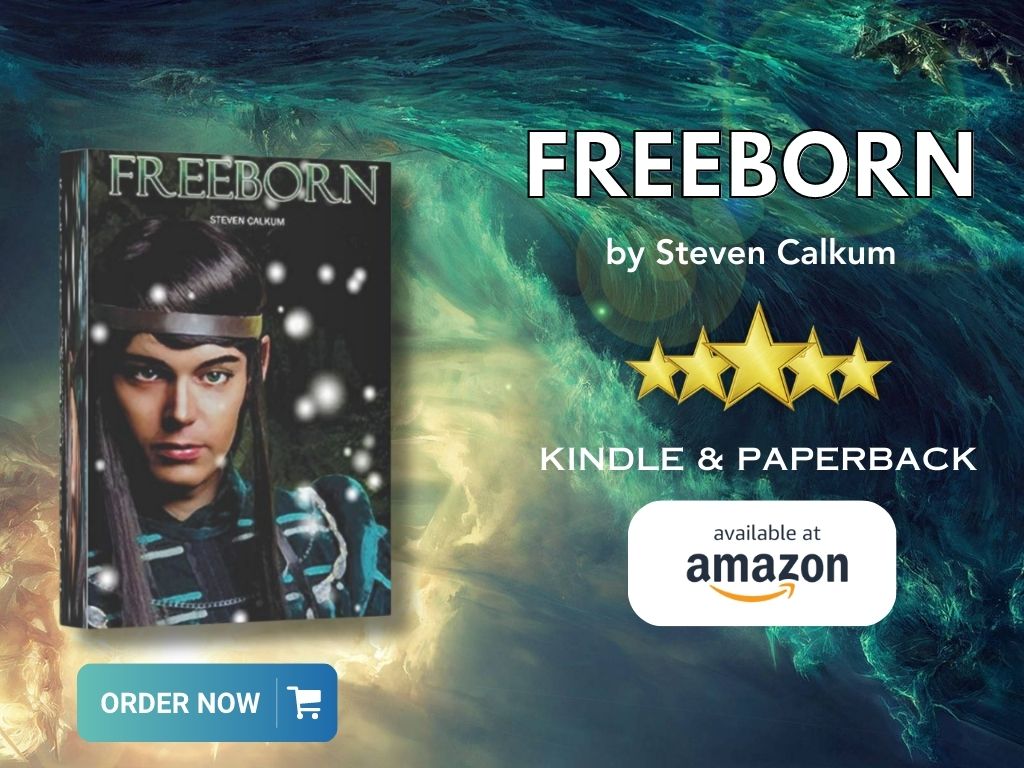 FREEBORN
STEVEN CALKUM
FREEBORN
by Steven Calkum
KINDLE & PAPERBACK
available at
amazon
ORDER NOW